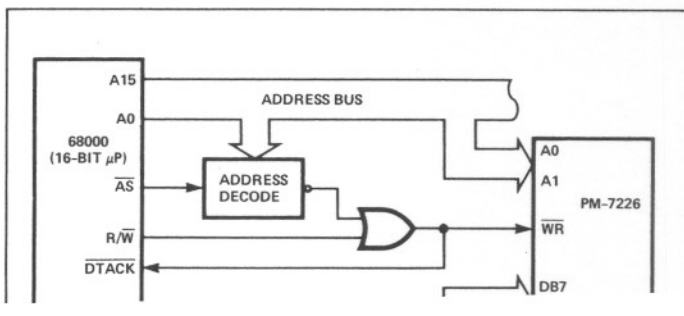 A15
ADDRESS BUS
A0
68000
(16-BIT μP)
A0
A1
AS
ADDRESS
DECODE
PM-7226
WR
R/W
DTACK
DB7